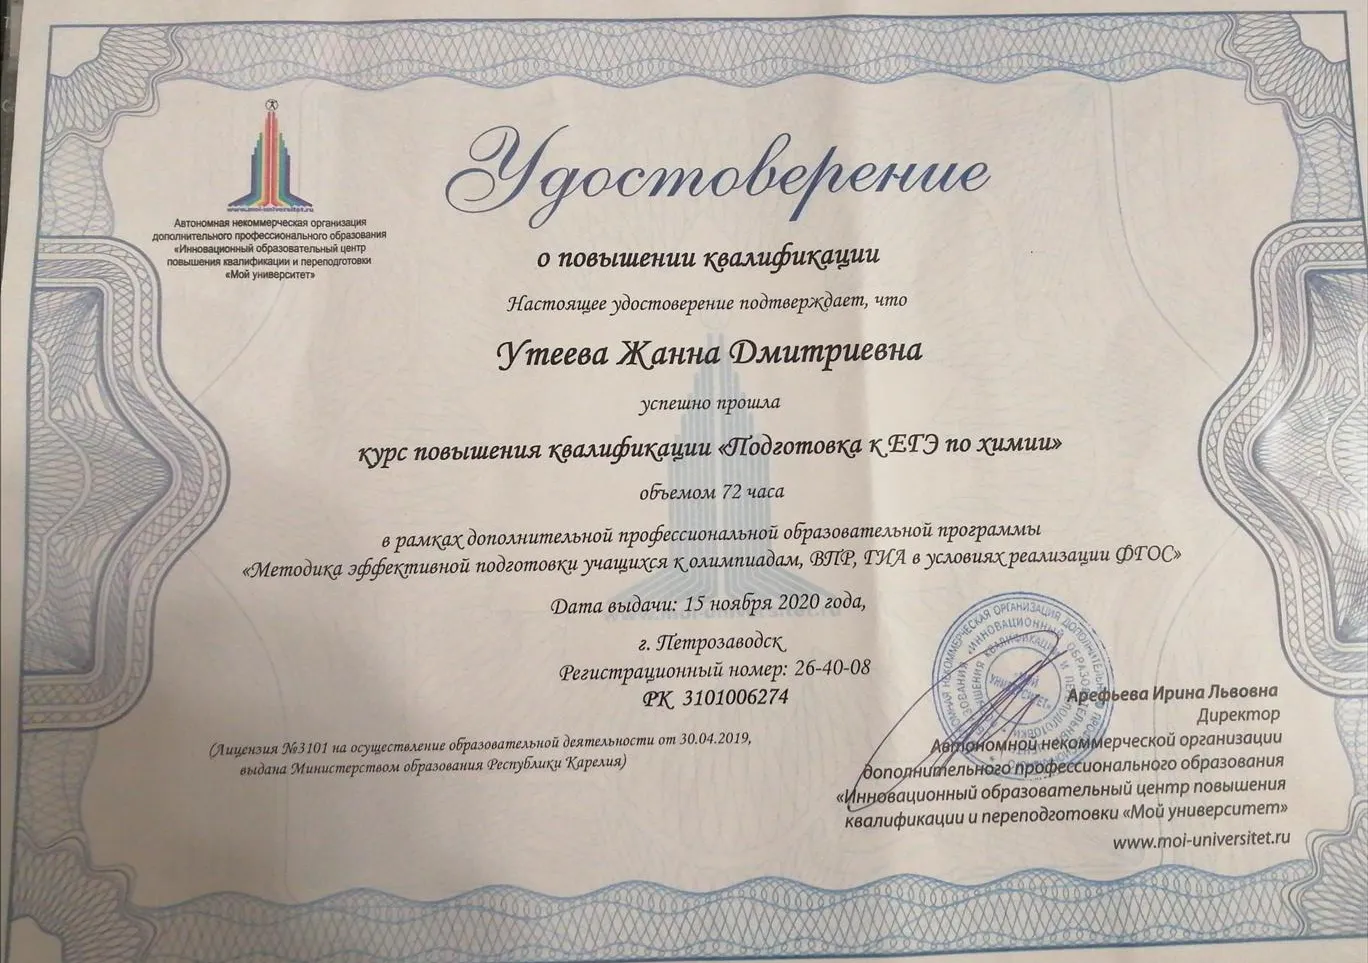 www.moi-universitet.ru
Автономная некоммерческая организация
дополнительного профессионального образования
«Инновационный образовательный центр
повышения квалификации и переподготовки
«Мой университет»
Удостоверение
о повышении квалификации
Настоящее удостоверение подтверждает, что
Утеева Жанна Дмитриевна
успешно прошла
курс повышения квалификации «Подготовка к ЕГЭ по химии»
объемом 72 часа
в рамках дополнительной профессиональной образовательной программы
«Методика эффективной подготовки учащихся к олимпиадам, ВПР, ГИА в условиях реализации ФГОС»
Дата выдачи: 15 ноября 2020 года,
г. Петрозаводск
Регистрационный номер: 26-40-08
РК 3101006274
(Лицензия №3101 на осуществление образовательной деятельности от 30.04.2019,
выдана Министерством образования Республики Карелия)
Арефьева Ирина Львовна
Директор
Автономной некоммерческой организации
дополнительного профессионального образования
«Инновационный образовательный центр повышения
квалификации и переподготовки «Мой университет»
www.moi-universitet.ru